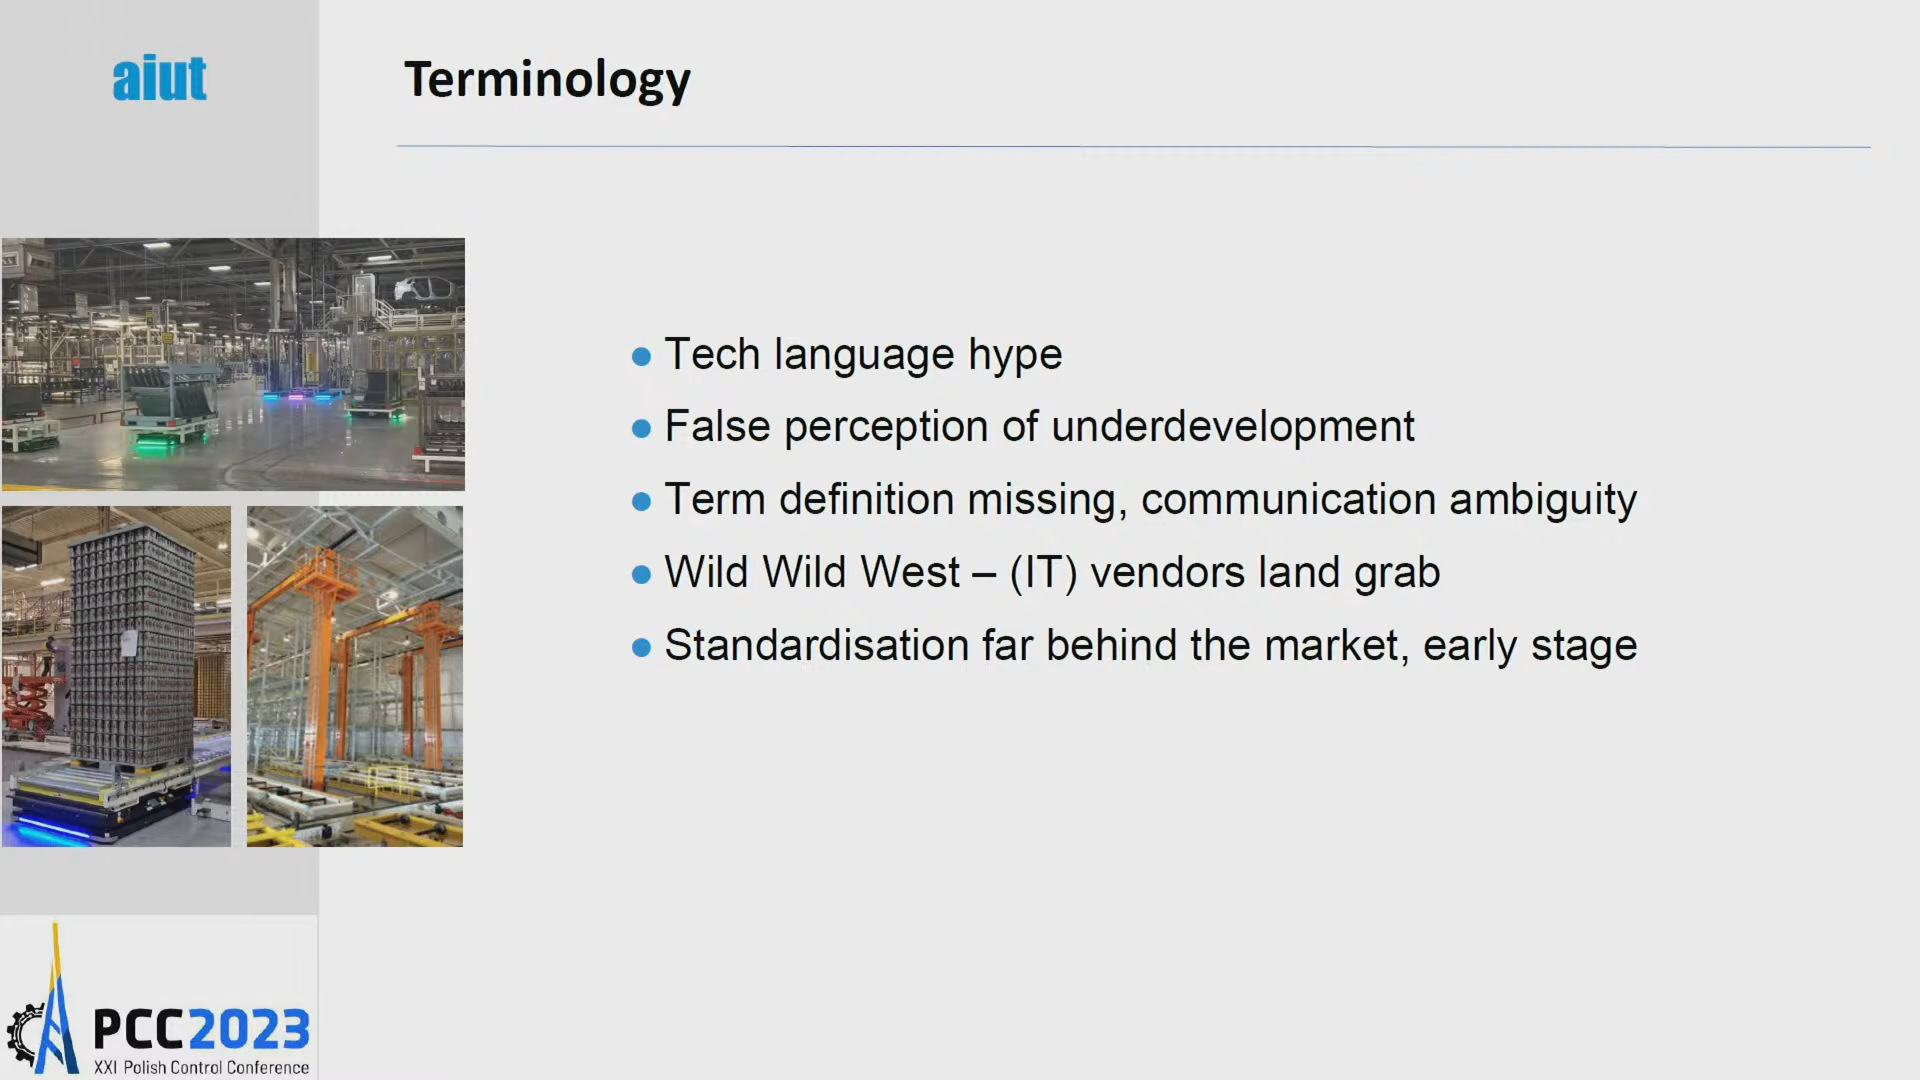 aiut
Terminology
Tech language hype
False perception of underdevelopment
Term definition missing, communication ambiguity
Wild Wild West – (IT) vendors land grab
Standardisation far behind the market, early stage
PCC2023
XXI Polish Control Conference